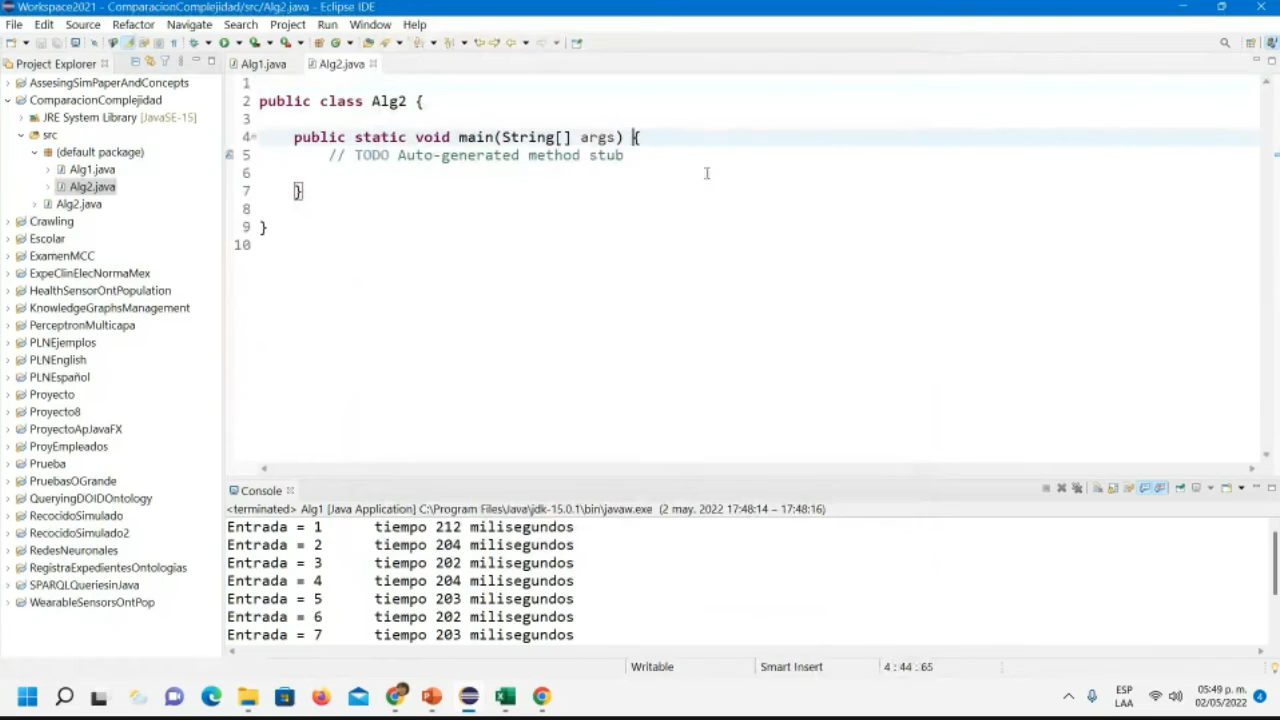 Workspace2021 - ComparacionComplejidad/src/Alg2.java - Eclipse IDE
File Edit Source Refactor Navigate Search Project Run Window Help
Project Explorer
Alg1.java
Alg2.java
AssesingSimPaperAndConcepts
ComparacionComplejidad
JRE System Library [JavaSE-15]
src
(default package)
Alg1.java
Alg2.java
Alg2.java
Crawling
Escolar
ExamenMCC
ExpeClinElecNormaMex
HealthSensorOntPopulation
KnowledgeGraphsManagement
PerceptronMulticapa
PLNEjemplos
PLNEnglish
PLNEspañol
Proyecto
Proyecto8
ProyectoApJavaFX
ProyEmpleados
Prueba
PruebasOGrande
QueryingDOIDOntology
RecocidoSimulado
RecocidoSimulado2
RedesNeuronales
RegistraExpedientesOntologias
SPARQLQueriesinJava
WearableSensorsOntPop
1
2 public class Alg2 {
3
4 public static void main(String[] args) {
5 // TODO Auto-generated method stub
6
7 }
8
9 }
10
Console
<terminated> Alg1 [Java Application] C:\Program Files\Java\jdk-15.0.1\bin\javaw.exe (2 may. 2022 17:48:14 – 17:48:16)
Entrada = 1 tiempo 212 milisegundos
Entrada = 2 tiempo 204 milisegundos
Entrada = 3 tiempo 202 milisegundos
Entrada = 4 tiempo 204 milisegundos
Entrada = 5 tiempo 203 milisegundos
Entrada = 6 tiempo 202 milisegundos
Entrada = 7 tiempo 203 milisegundos
Writable Smart Insert 4 : 44 : 65
ESP
LAA
05:49 p. m.
02/05/2022
4